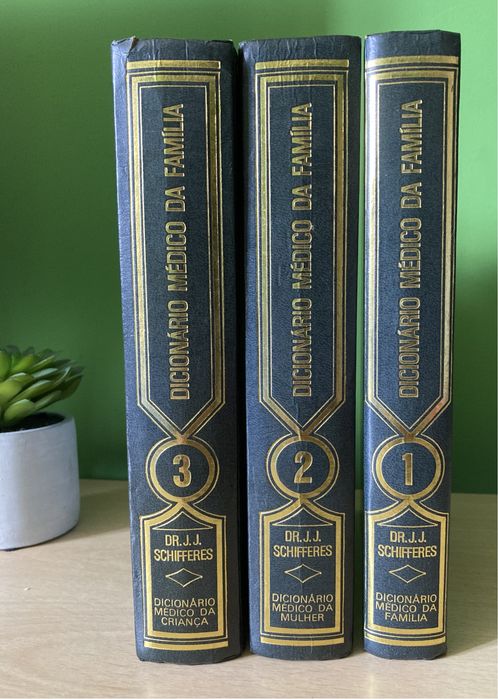 DICIONÁRIO MÉDICO DA FAMÍLIA
3
DR.J.J.
SCHIFFERES
DICIONÁRIO
MÉDICO DA
CRIANÇA
DICIONÁRIO MÉDICO DA FAMÍLIA
2
DR.J.J.
SCHIFFERES
DICIONÁRIO
MÉDICO DA
MULHER
DICIONÁRIO MÉDICO DA FAMÍLIA
1
DR.J.J.
SCHIFFERES
DICIONÁRIO
MÉDICO DA
FAMÍLIA